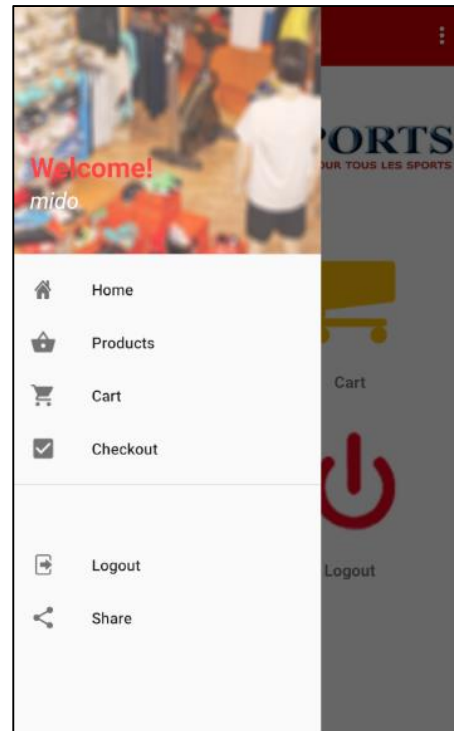 Welcome!
mido
Home
Products
Cart
Checkout
Logout
Share
ORTS
OUR TOUS LES SPORTS
Cart
Logout